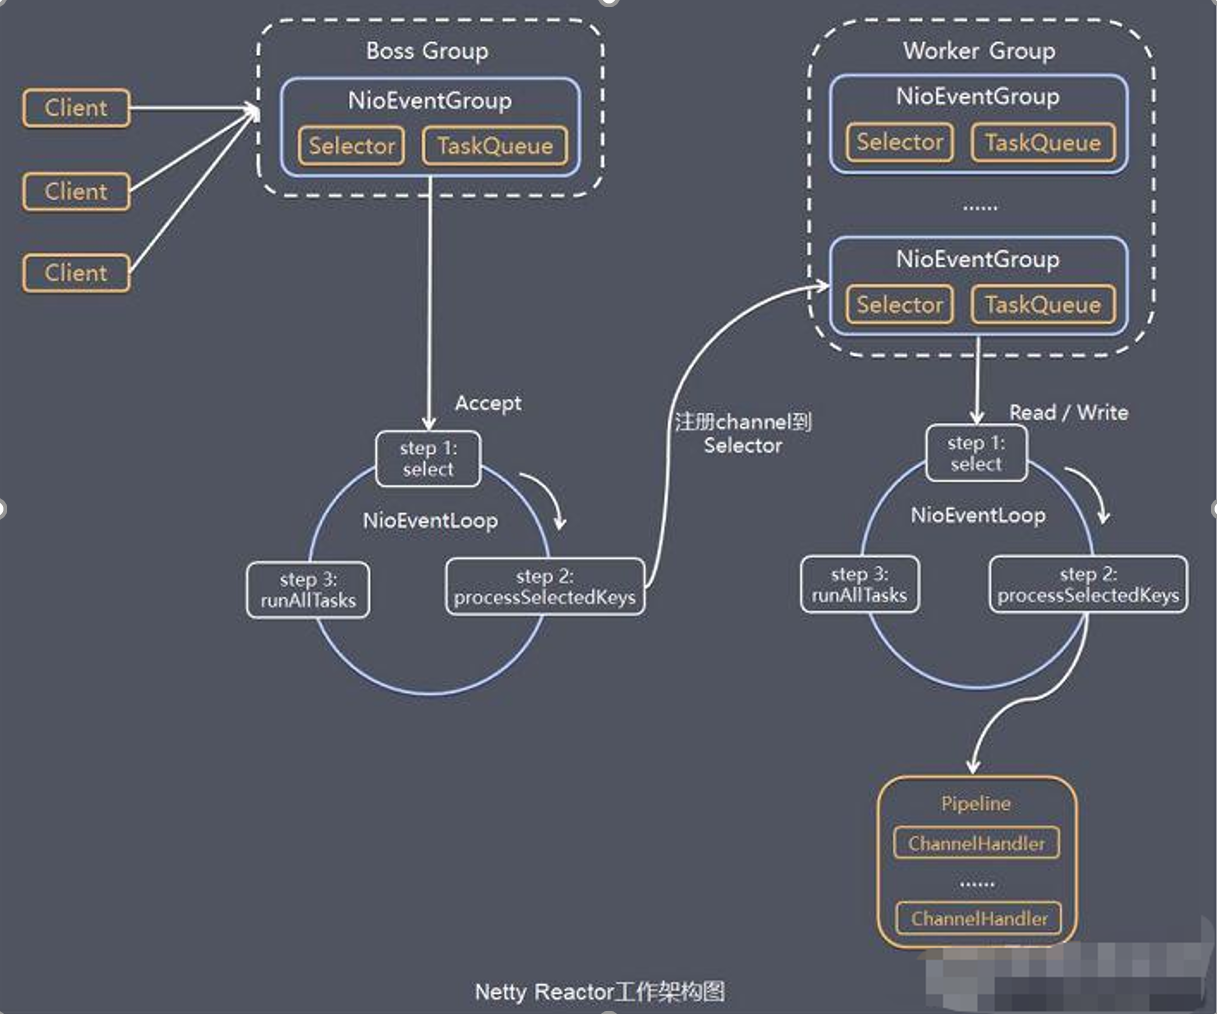 Boss Group
NioEventGroup
Selector
TaskQueue
Client
Client
Client
Worker Group
NioEventGroup
Selector
TaskQueue
......
NioEventGroup
Selector
TaskQueue
Accept
step 1:
select
NioEventLoop
step 2:
processSelectedKeys
step 3:
runAllTasks
注册channel到
Selector
Read / Write
step 1:
select
NioEventLoop
step 2:
processSelectedKeys
step 3:
runAllTasks
Pipeline
ChannelHandler
......
ChannelHandler
Netty Reactor工作架构图